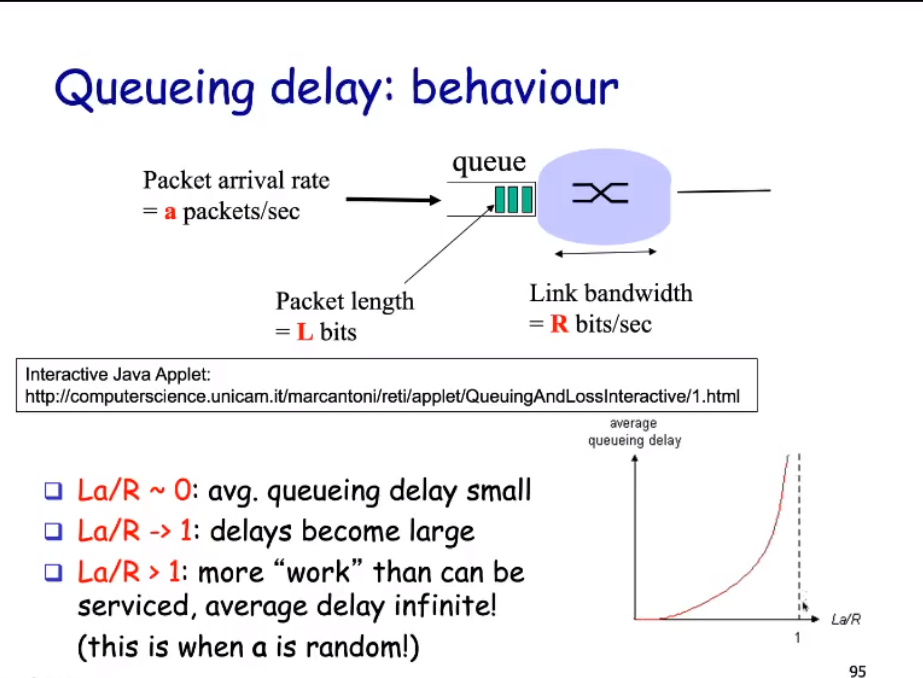 Queueing delay: behaviour
queue
Packet arrival rate
= a packets/sec
Packet length
= L bits
Link bandwidth
= R bits/sec
Interactive Java Applet:
http://computerscience.unicam.it/marcantoni/reti/applet/QueuingAndLossInteractive/1.html
average
queueing delay
La/R
1
La/R ~ 0: avg. queueing delay small
La/R -> 1: delays become large
La/R > 1: more “work” than can be
serviced, average delay infinite!
(this is when a is random!)
95